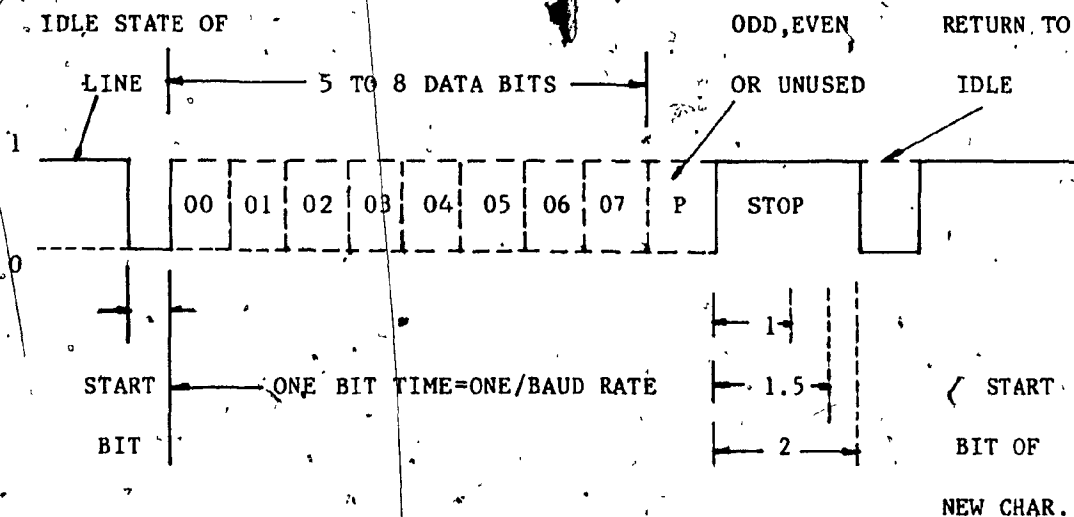 IDLE STATE OF ODD,EVEN RETURN TO
LINE 5 TO 8 DATA BITS OR UNUSED IDLE
1
00 01 02 03 04 05 06 07 P STOP
0
1
START ONE BIT TIME=ONE/BAUD RATE 1.5 START
BIT 2 BIT OF
NEW CHAR.